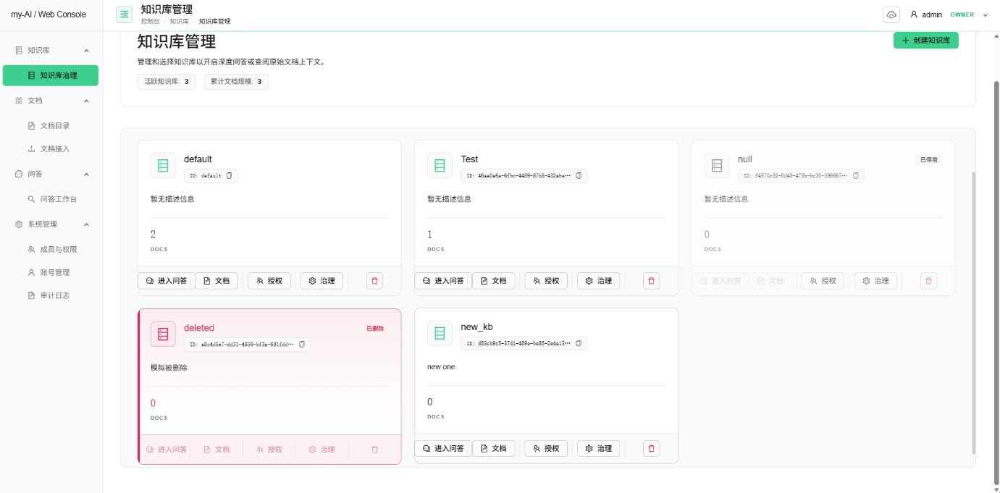 my-AI / Web Console
知识库管理
控制台 / 知识库 / 知识库管理
admin OWNER
知识库
知识库治理
文档
文档目录
文档接入
问答
问答工作台
系统管理
成员与权限
账号管理
审计日志
知识库管理
创建知识库
管理和选择知识库以开启深度问答或查阅原始文档上下文。
活跃知识库: 3 累计文档规模: 3
default
ID: default
暂无描述信息
2
DOCS
进入问答 文档 授权 治理
Test
ID: 46ae0a6a-6fbc-4489-87b8-432abe···
暂无描述信息
1
DOCS
进入问答 文档 授权 治理
null
已停用
ID: f4570c52-0d48-478b-bc30-396667···
暂无描述信息
0
DOCS
进入问答 文档 授权 治理
deleted
已删除
ID: a8c4d5e7-dd31-4856-bf3a-691fdd···
模拟被删除
0
DOCS
进入问答 文档 授权 治理
new_kb
ID: d83cb9c5-37d1-489e-be88-2e4a13···
new one
0
DOCS
进入问答 文档 授权 治理